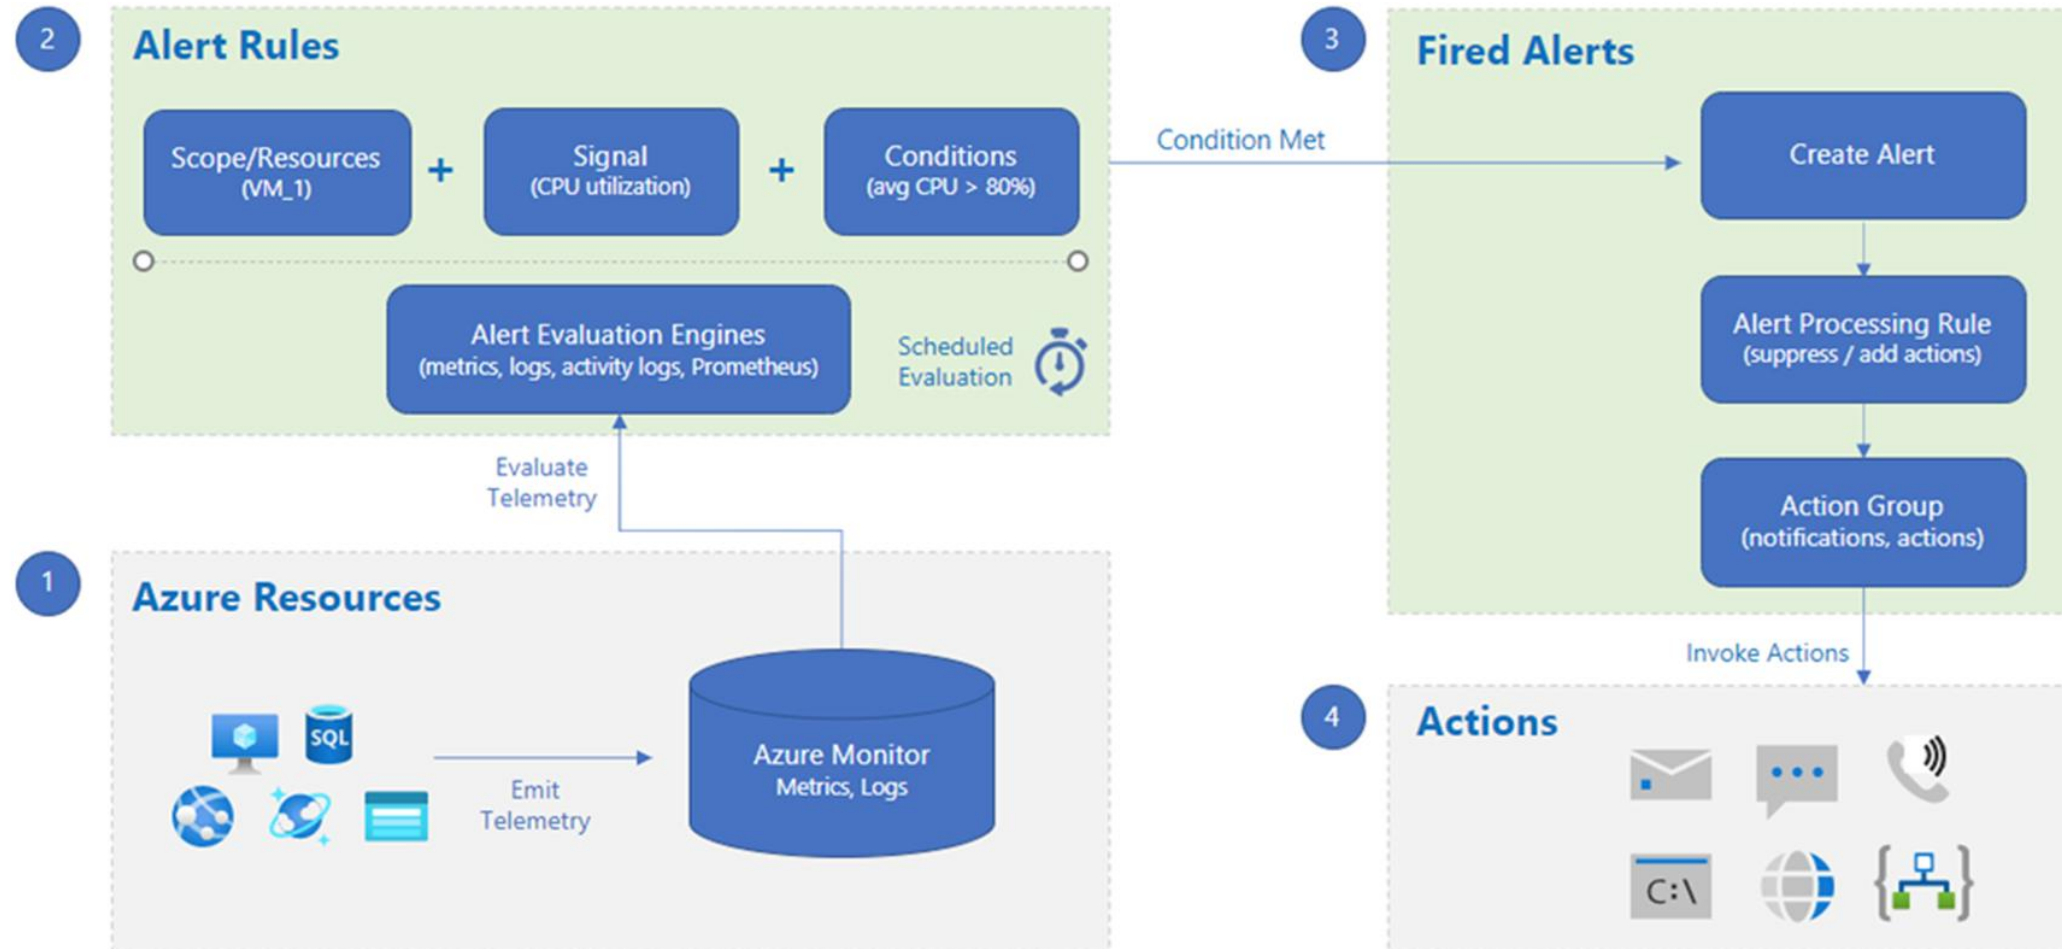 2
Alert Rules
Scope/Resources
(VM_1)
+
Signal
(CPU utilization)
+
Conditions
(avg CPU > 80%)
Alert Evaluation Engines
(metrics, logs, activity logs, Prometheus)
Scheduled
Evaluation
Evaluate
Telemetry
1
Azure Resources
SQL
Emit
Telemetry
Azure Monitor
Metrics, Logs
Condition Met
3
Fired Alerts
Create Alert
Alert Processing Rule
(suppress / add actions)
Action Group
(notifications, actions)
Invoke Actions
4
Actions
C:\